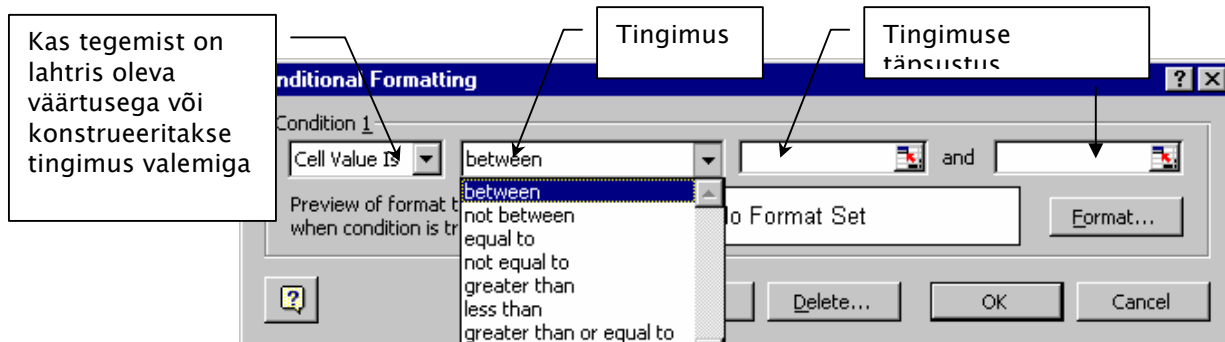 Kas tegemist on
lahtris oleva
väärtusega või
konstrueeritakse
tingimus valemiga
Tingimus
Tingimuse
täpsustus
nditional Formatting
Condition 1
Cell Value Is
between
and
between
not between
equal to
not equal to
greater than
less than
greater than or equal to
Preview of format t
when condition is tr
o Format Set
Format...
Delete...
OK
Cancel